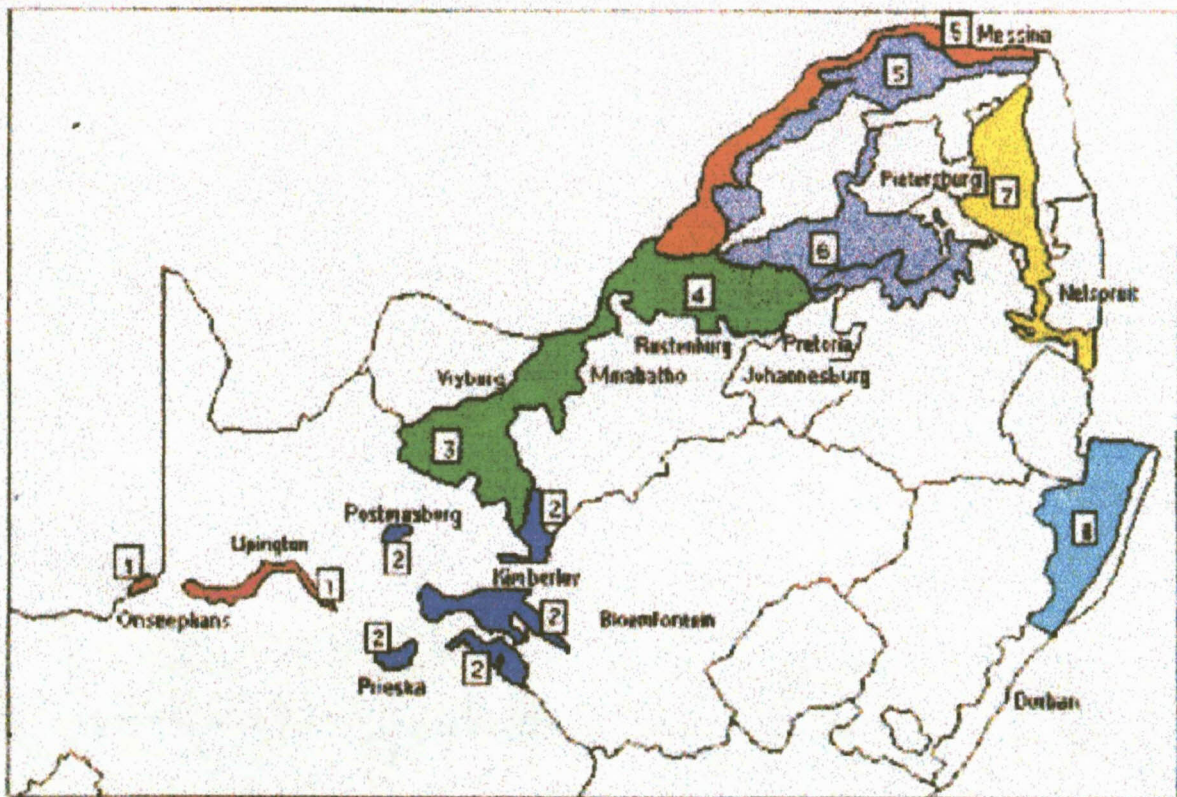 5 Messina
5
Pietersburg
7
6
4
Nelspruit
Rustenburg Pretoria
Vryburg Mmabatho Johannesburg
3
2
Postmasburg
2
Upington
1
1
Kimberley
Onseepkans
2
Bloemfontein
8
2
2
Prieska
Durban